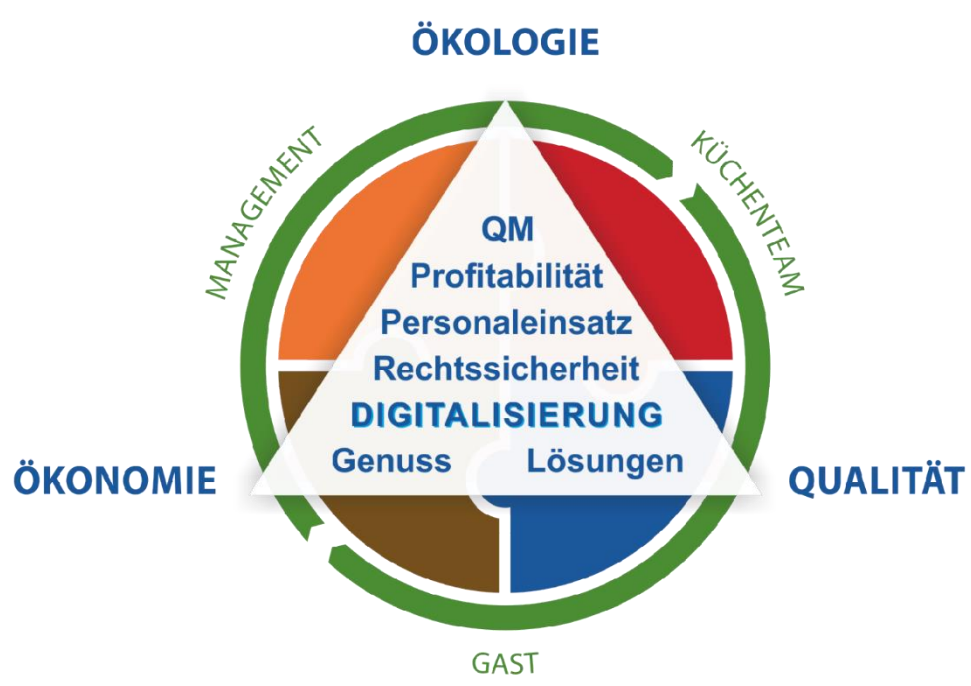 ÖKOLOGIE
MANAGEMENT
KÜCHENTEAM
QM
Profitabilität
Personaleinsatz
Rechtssicherheit
DIGITALISIERUNG
Genuss Lösungen
ÖKONOMIE
QUALITÄT
GAST